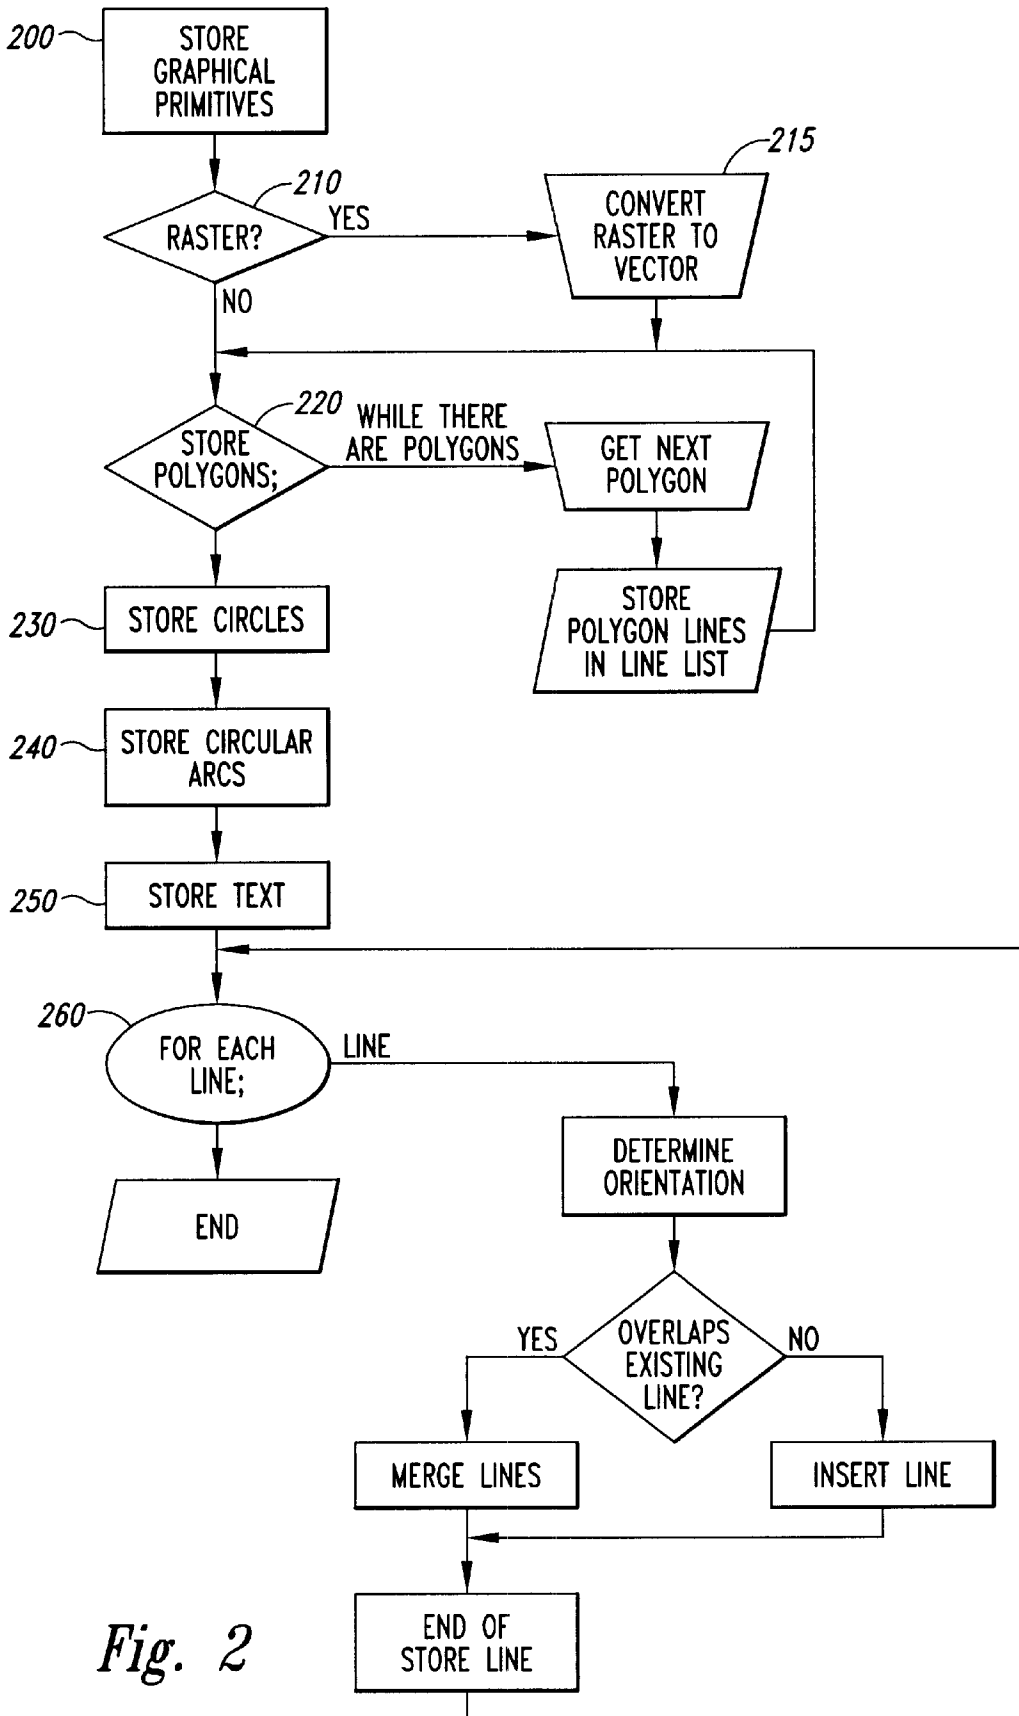 200
STORE
GRAPHICAL
PRIMITIVES
215
210
CONVERT
RASTER TO
VECTOR
YES
RASTER?
NO
220
WHILE THERE
ARE POLYGONS
STORE
POLYGONS;
GET NEXT
POLYGON
STORE
POLYGON LINES
IN LINE LIST
230
STORE CIRCLES
240
STORE CIRCULAR
ARCS
250
STORE TEXT
260
FOR EACH
LINE;
LINE
DETERMINE
ORIENTATION
END
YES
OVERLAPS
EXISTING
LINE?
NO
MERGE LINES
INSERT LINE
END OF
STORE LINE
Fig. 2